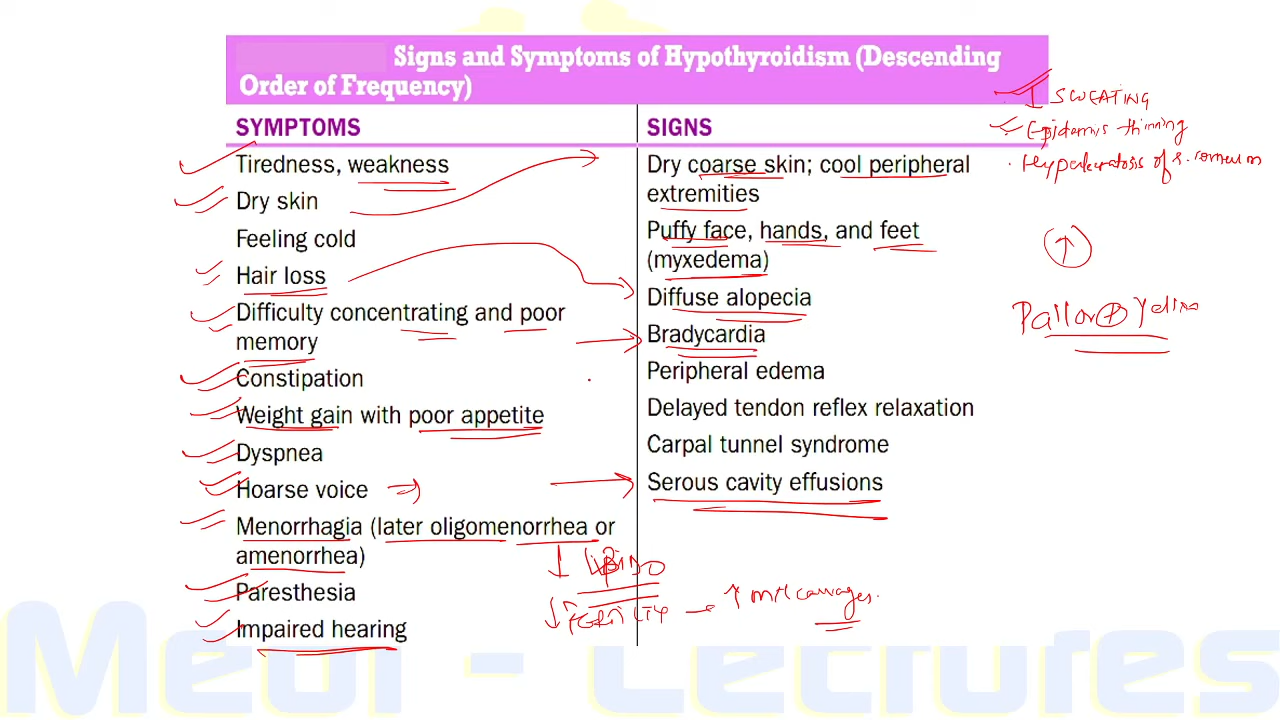 Signs and Symptoms of Hypothyroidism (Descending
Order of Frequency)
SYMPTOMS
Tiredness, weakness
Dry skin
Feeling cold
Hair loss
Difficulty concentrating and poor
memory
Constipation
Weight gain with poor appetite
Dyspnea
Hoarse voice
Menorrhagia (later oligomenorrhea or
amenorrhea)
Paresthesia
Impaired hearing
SIGNS
Dry coarse skin; cool peripheral
extremities
Puffy face, hands, and feet
(myxedema)
Diffuse alopecia
Bradycardia
Peripheral edema
Delayed tendon reflex relaxation
Carpal tunnel syndrome
Serous cavity effusions
↓ SWEATING
Epidermis thinning
Hyperkeratosis of s. corneum
↑
Pallor ⊕
↓ LIBIDO
↓ FERTILITY → ↑ miscarriages.
Medi - Lectures